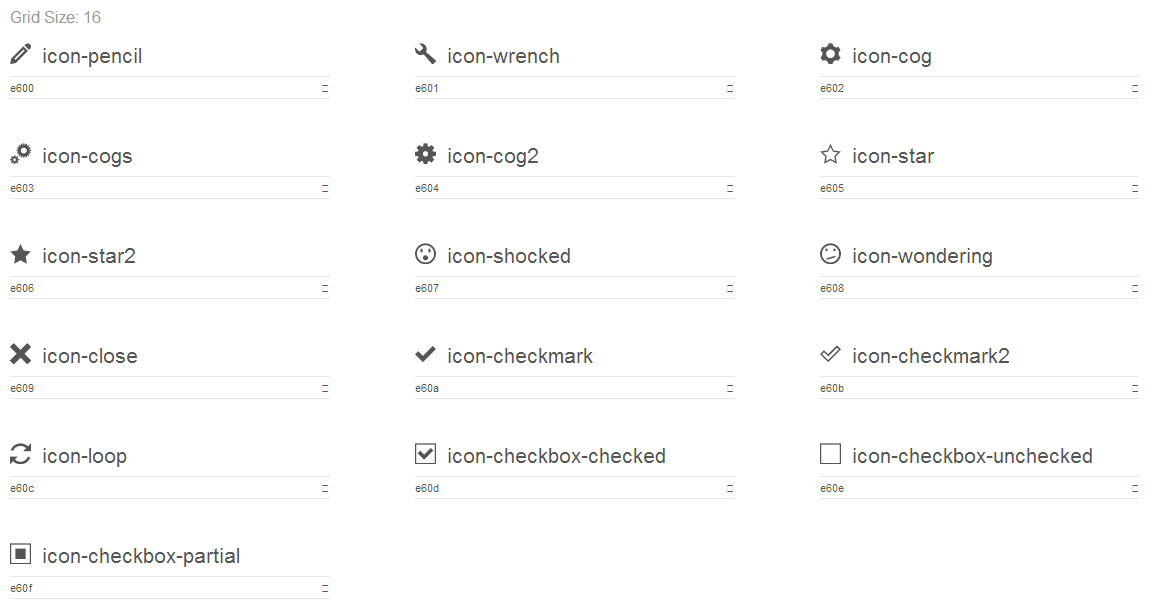 Grid Size: 16
icon-pencil
e600
icon-wrench
e601
icon-cog
e602
icon-cogs
e603
icon-cog2
e604
icon-star
e605
icon-star2
e606
icon-shocked
e607
icon-wondering
e608
icon-close
e609
icon-checkmark
e60a
icon-checkmark2
e60b
icon-loop
e60c
icon-checkbox-checked
e60d
icon-checkbox-unchecked
e60e
icon-checkbox-partial
e60f